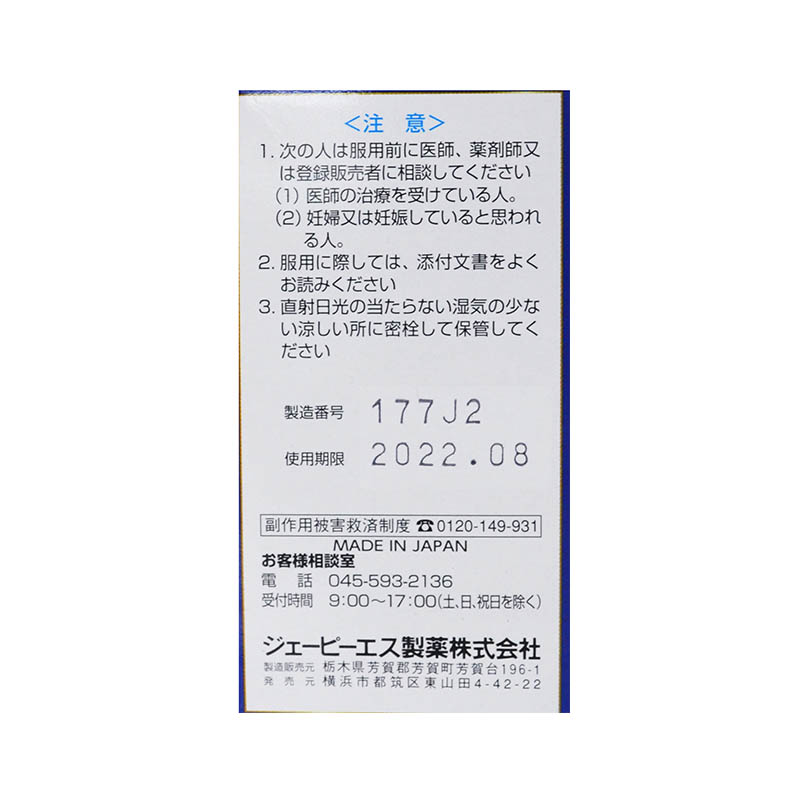 ＜注　意＞
1. 次の人は服用前に医師、薬剤師又
は登録販売者に相談してください
(1) 医師の治療を受けている人。
(2) 妊婦又は妊娠していると思われ
る人。
2. 服用に際しては、添付文書をよく
お読みください
3. 直射日光の当たらない湿気の少な
い涼しい所に密栓して保管してく
ださい
製造番号 177J2
使用期限 2022.08
副作用被害救済制度 ☎0120-149-931
MADE IN JAPAN
お客様相談室
電　話 045-593-2136
受付時間 9:00～17:00(土、日、祝日を除く)
ジェーピーエス製薬株式会社
製造販売元 栃木県芳賀郡芳賀町芳賀台196-1
発売元 横浜市都筑区東山田4-42-22